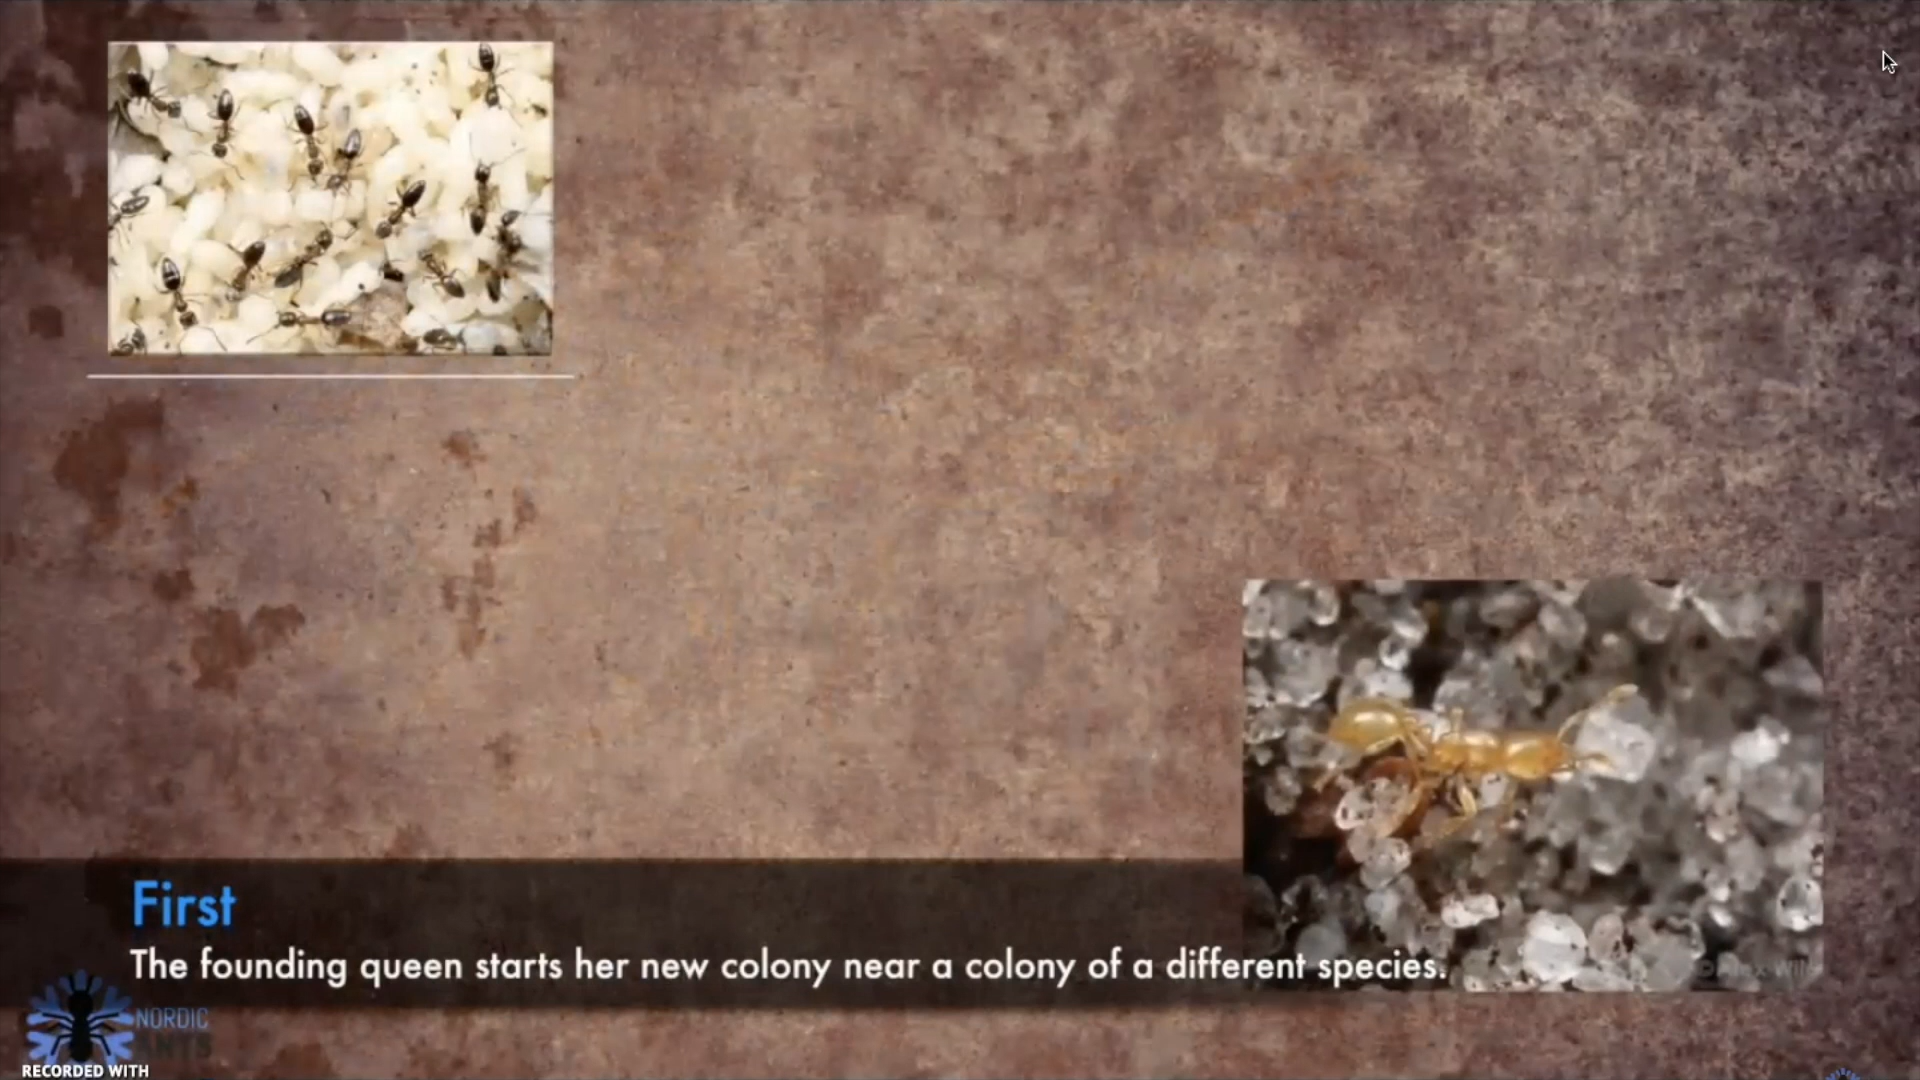 First
The founding queen starts her new colony near a colony of a different species.
NORDIC
ANTS
RECORDED WITH